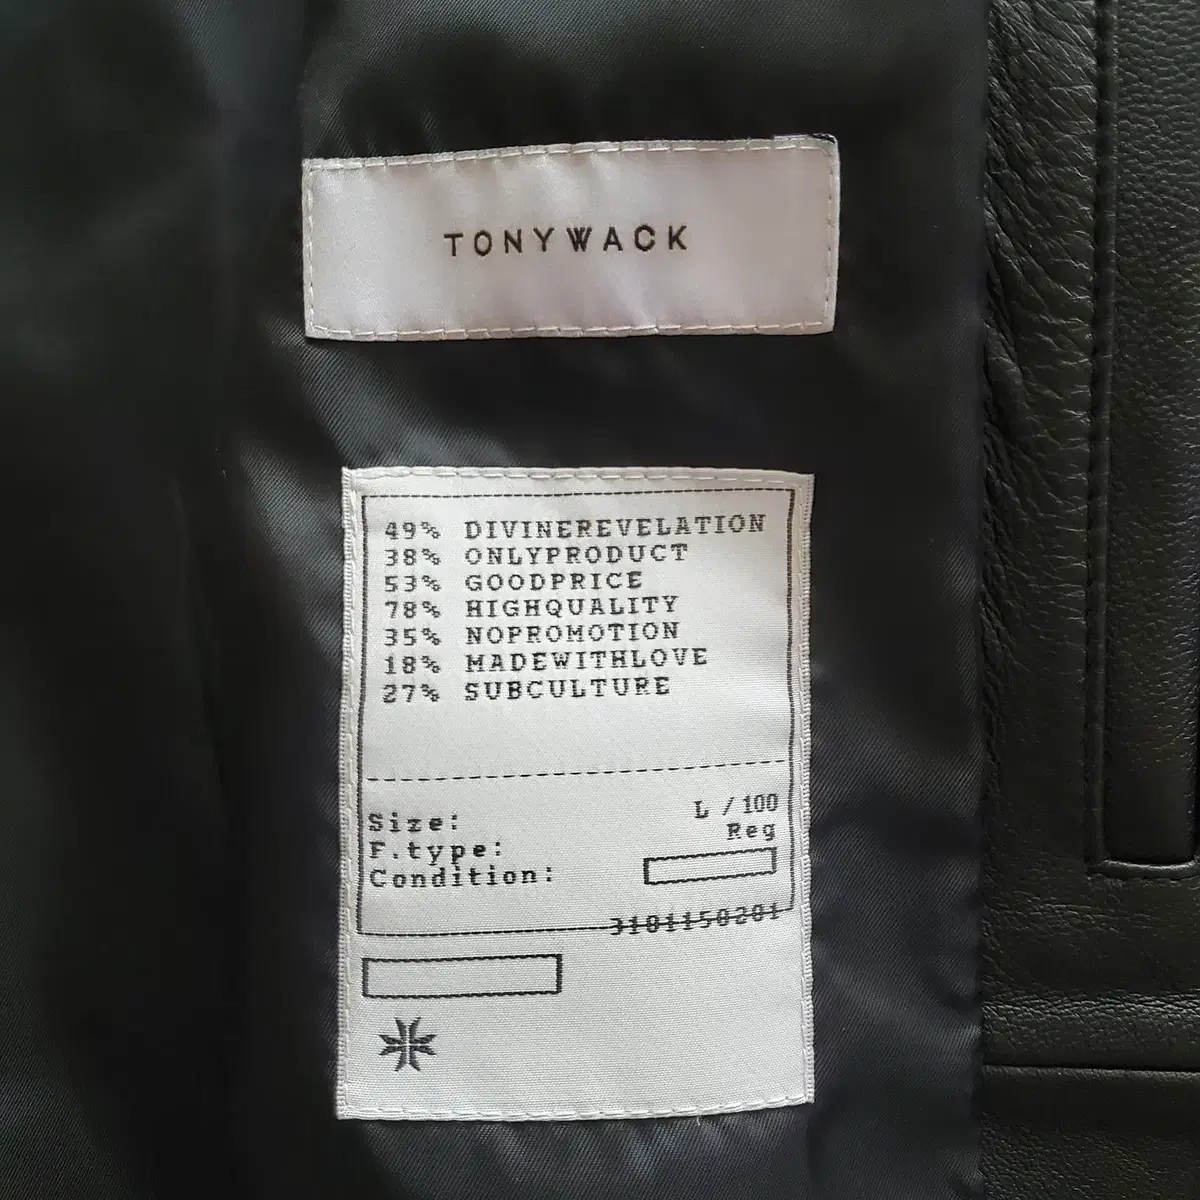 TONYWACK
49% DIVINEREVELATION
38% ONLYPRODUCT
53% GOODPRICE
78% HIGHQUALITY
35% NOPROMOTION
18% MADEWITHLOVE
27% SUBCULTURE
Size: L / 100
F.type: Reg
Condition:
3101150201